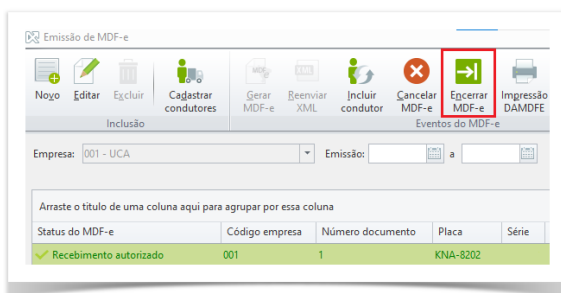 Emissão de MDF-e
Novo Editar Excluir Cadastrar condutores Gerar MDF-e Reenviar XML Incluir condutor Cancelar MDF-e Encerrar MDF-e Impressão DAMDFE
Inclusão Eventos do MDF-e
Empresa: 001 - UCA Emissão: a
Arraste o titulo de uma coluna aqui para agrupar por essa coluna
Status do MDF-e Código empresa Número documento Placa Série
Recebimento autorizado 001 1 KNA-8202